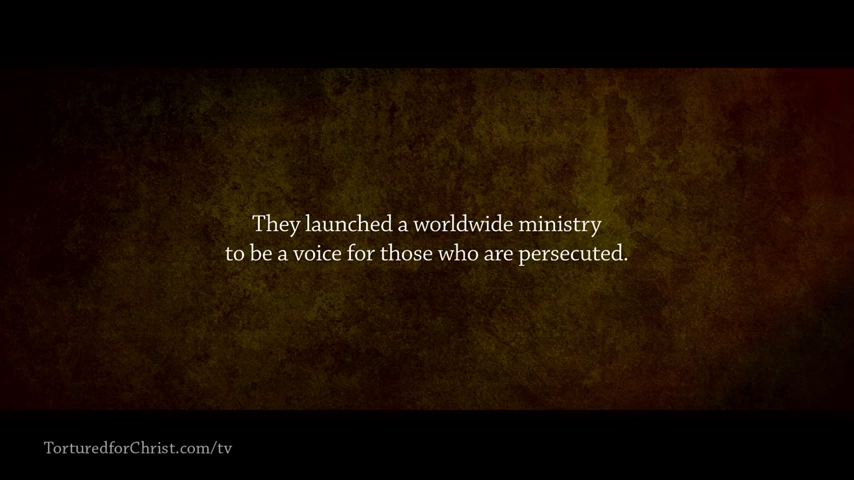 They launched a worldwide ministry
to be a voice for those who are persecuted.
TorturedforChrist.com/tv